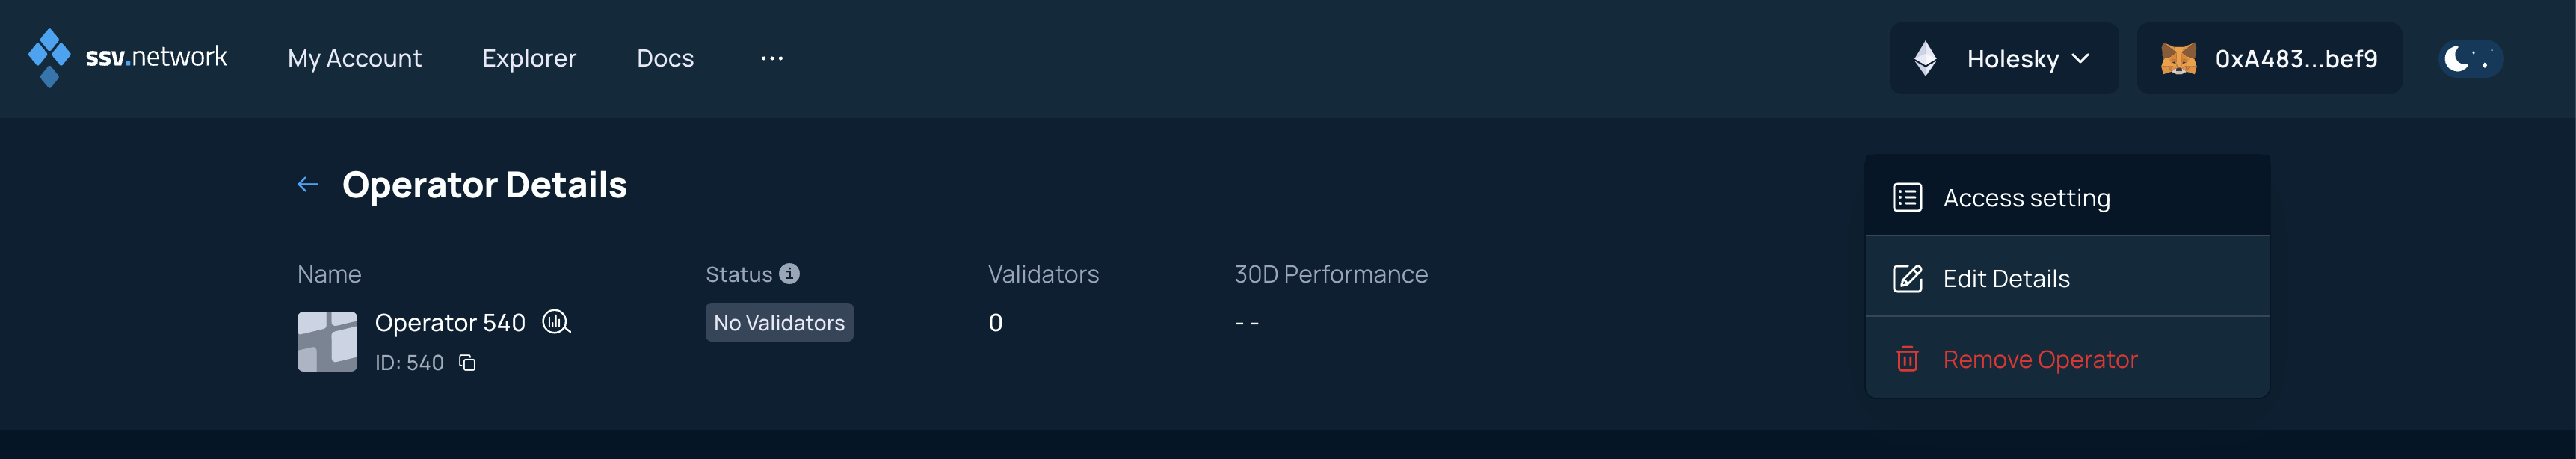 ssv.network My Account Explorer Docs ... Holesky 0xA483...bef9
Operator Details
Access setting
Edit Details
Remove Operator
Name Status Validators 30D Performance
Operator 540 No Validators 0 - -
ID: 540